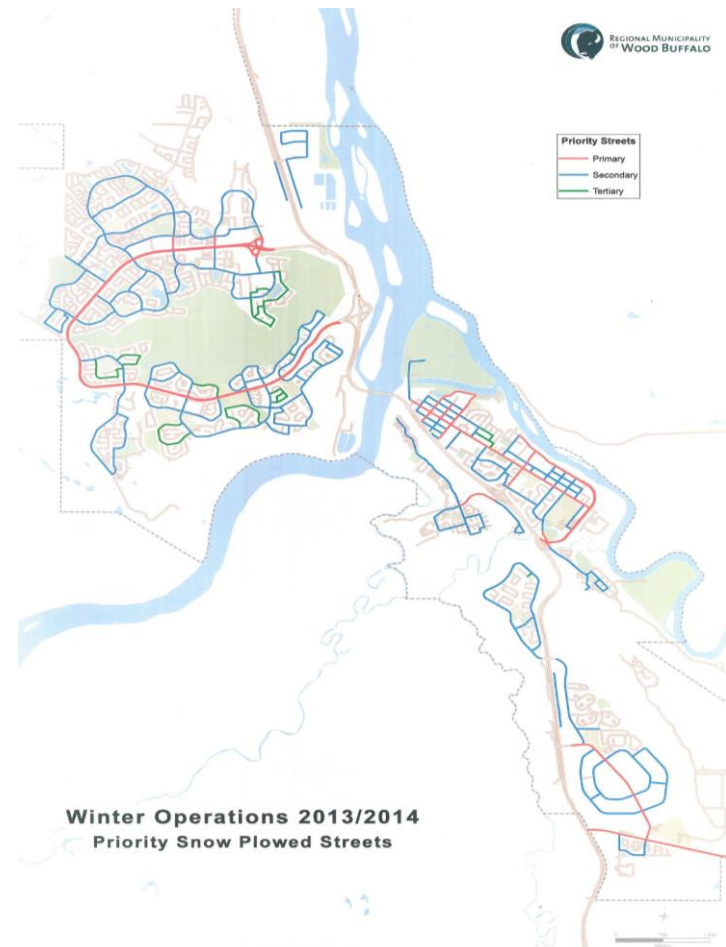 REGIONAL MUNICIPALITY
OF WOOD BUFFALO
Priority Streets
Primary
Secondary
Tertiary
Winter Operations 2013/2014
Priority Snow Plowed Streets